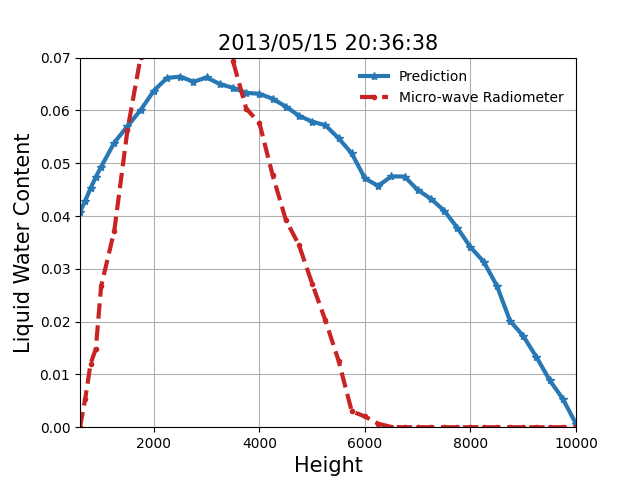 2013/05/15 20:36:38
0.07
0.06
0.05
0.04
0.03
0.02
0.01
0.00
Liquid Water Content
Prediction
Micro-wave Radiometer
2000 4000 6000 8000 10000
Height